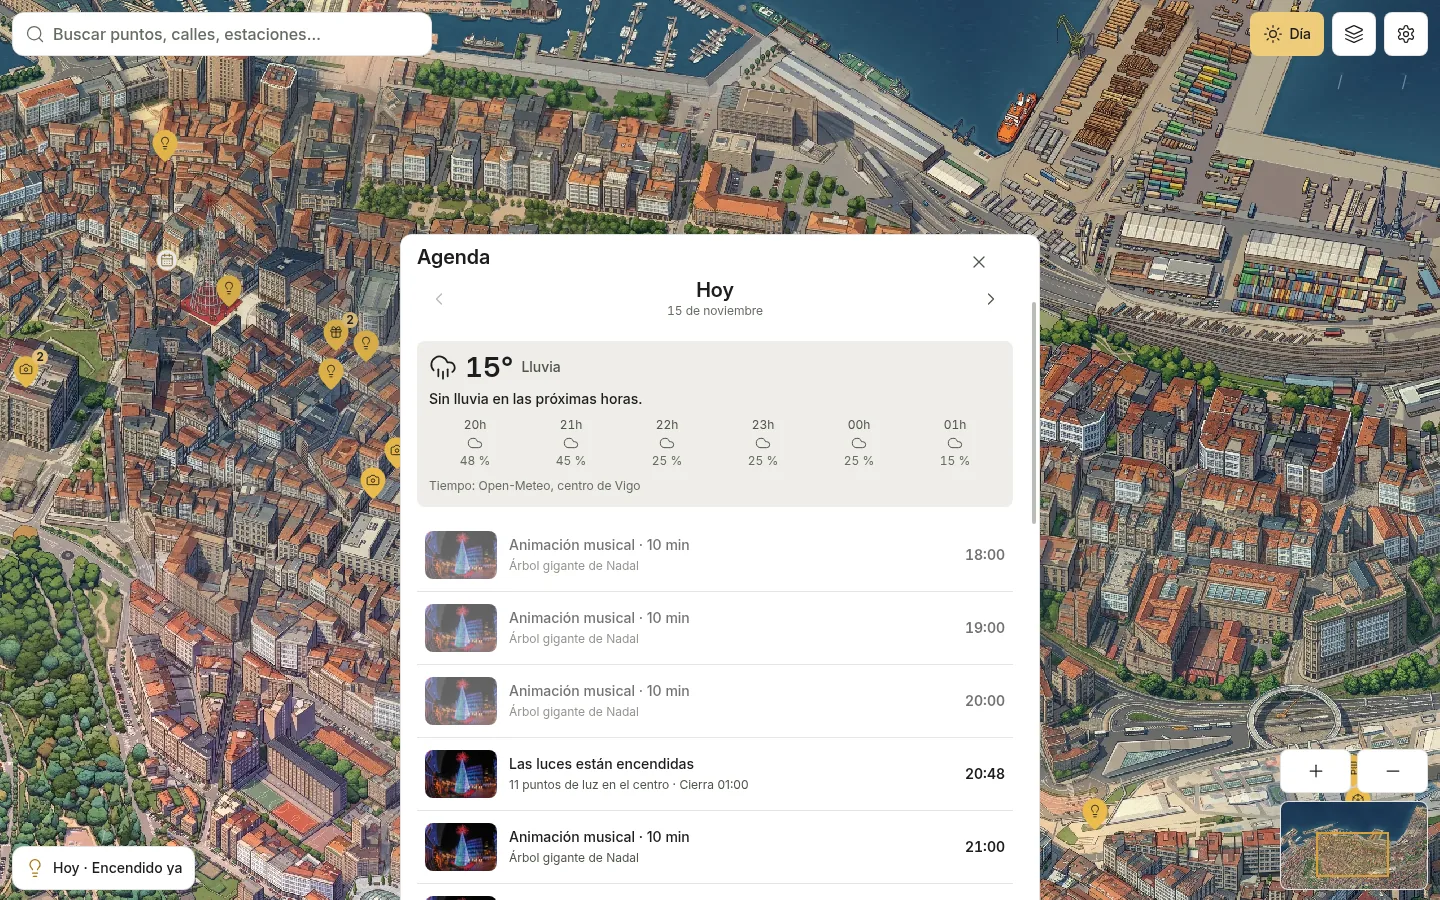 Buscar puntos, calles, estaciones...
Día
2
2
Agenda
Hoy
15 de noviembre
15° Lluvia
Sin lluvia en las próximas horas.
20h 21h 22h 23h 00h 01h
48 % 45 % 25 % 25 % 25 % 15 %
Tiempo: Open-Meteo, centro de Vigo
Animación musical · 10 min
Árbol gigante de Nadal
18:00
Animación musical · 10 min
Árbol gigante de Nadal
19:00
Animación musical · 10 min
Árbol gigante de Nadal
20:00
Las luces están encendidas
11 puntos de luz en el centro · Cierra 01:00
20:48
Animación musical · 10 min
Árbol gigante de Nadal
21:00
Hoy · Encendido ya